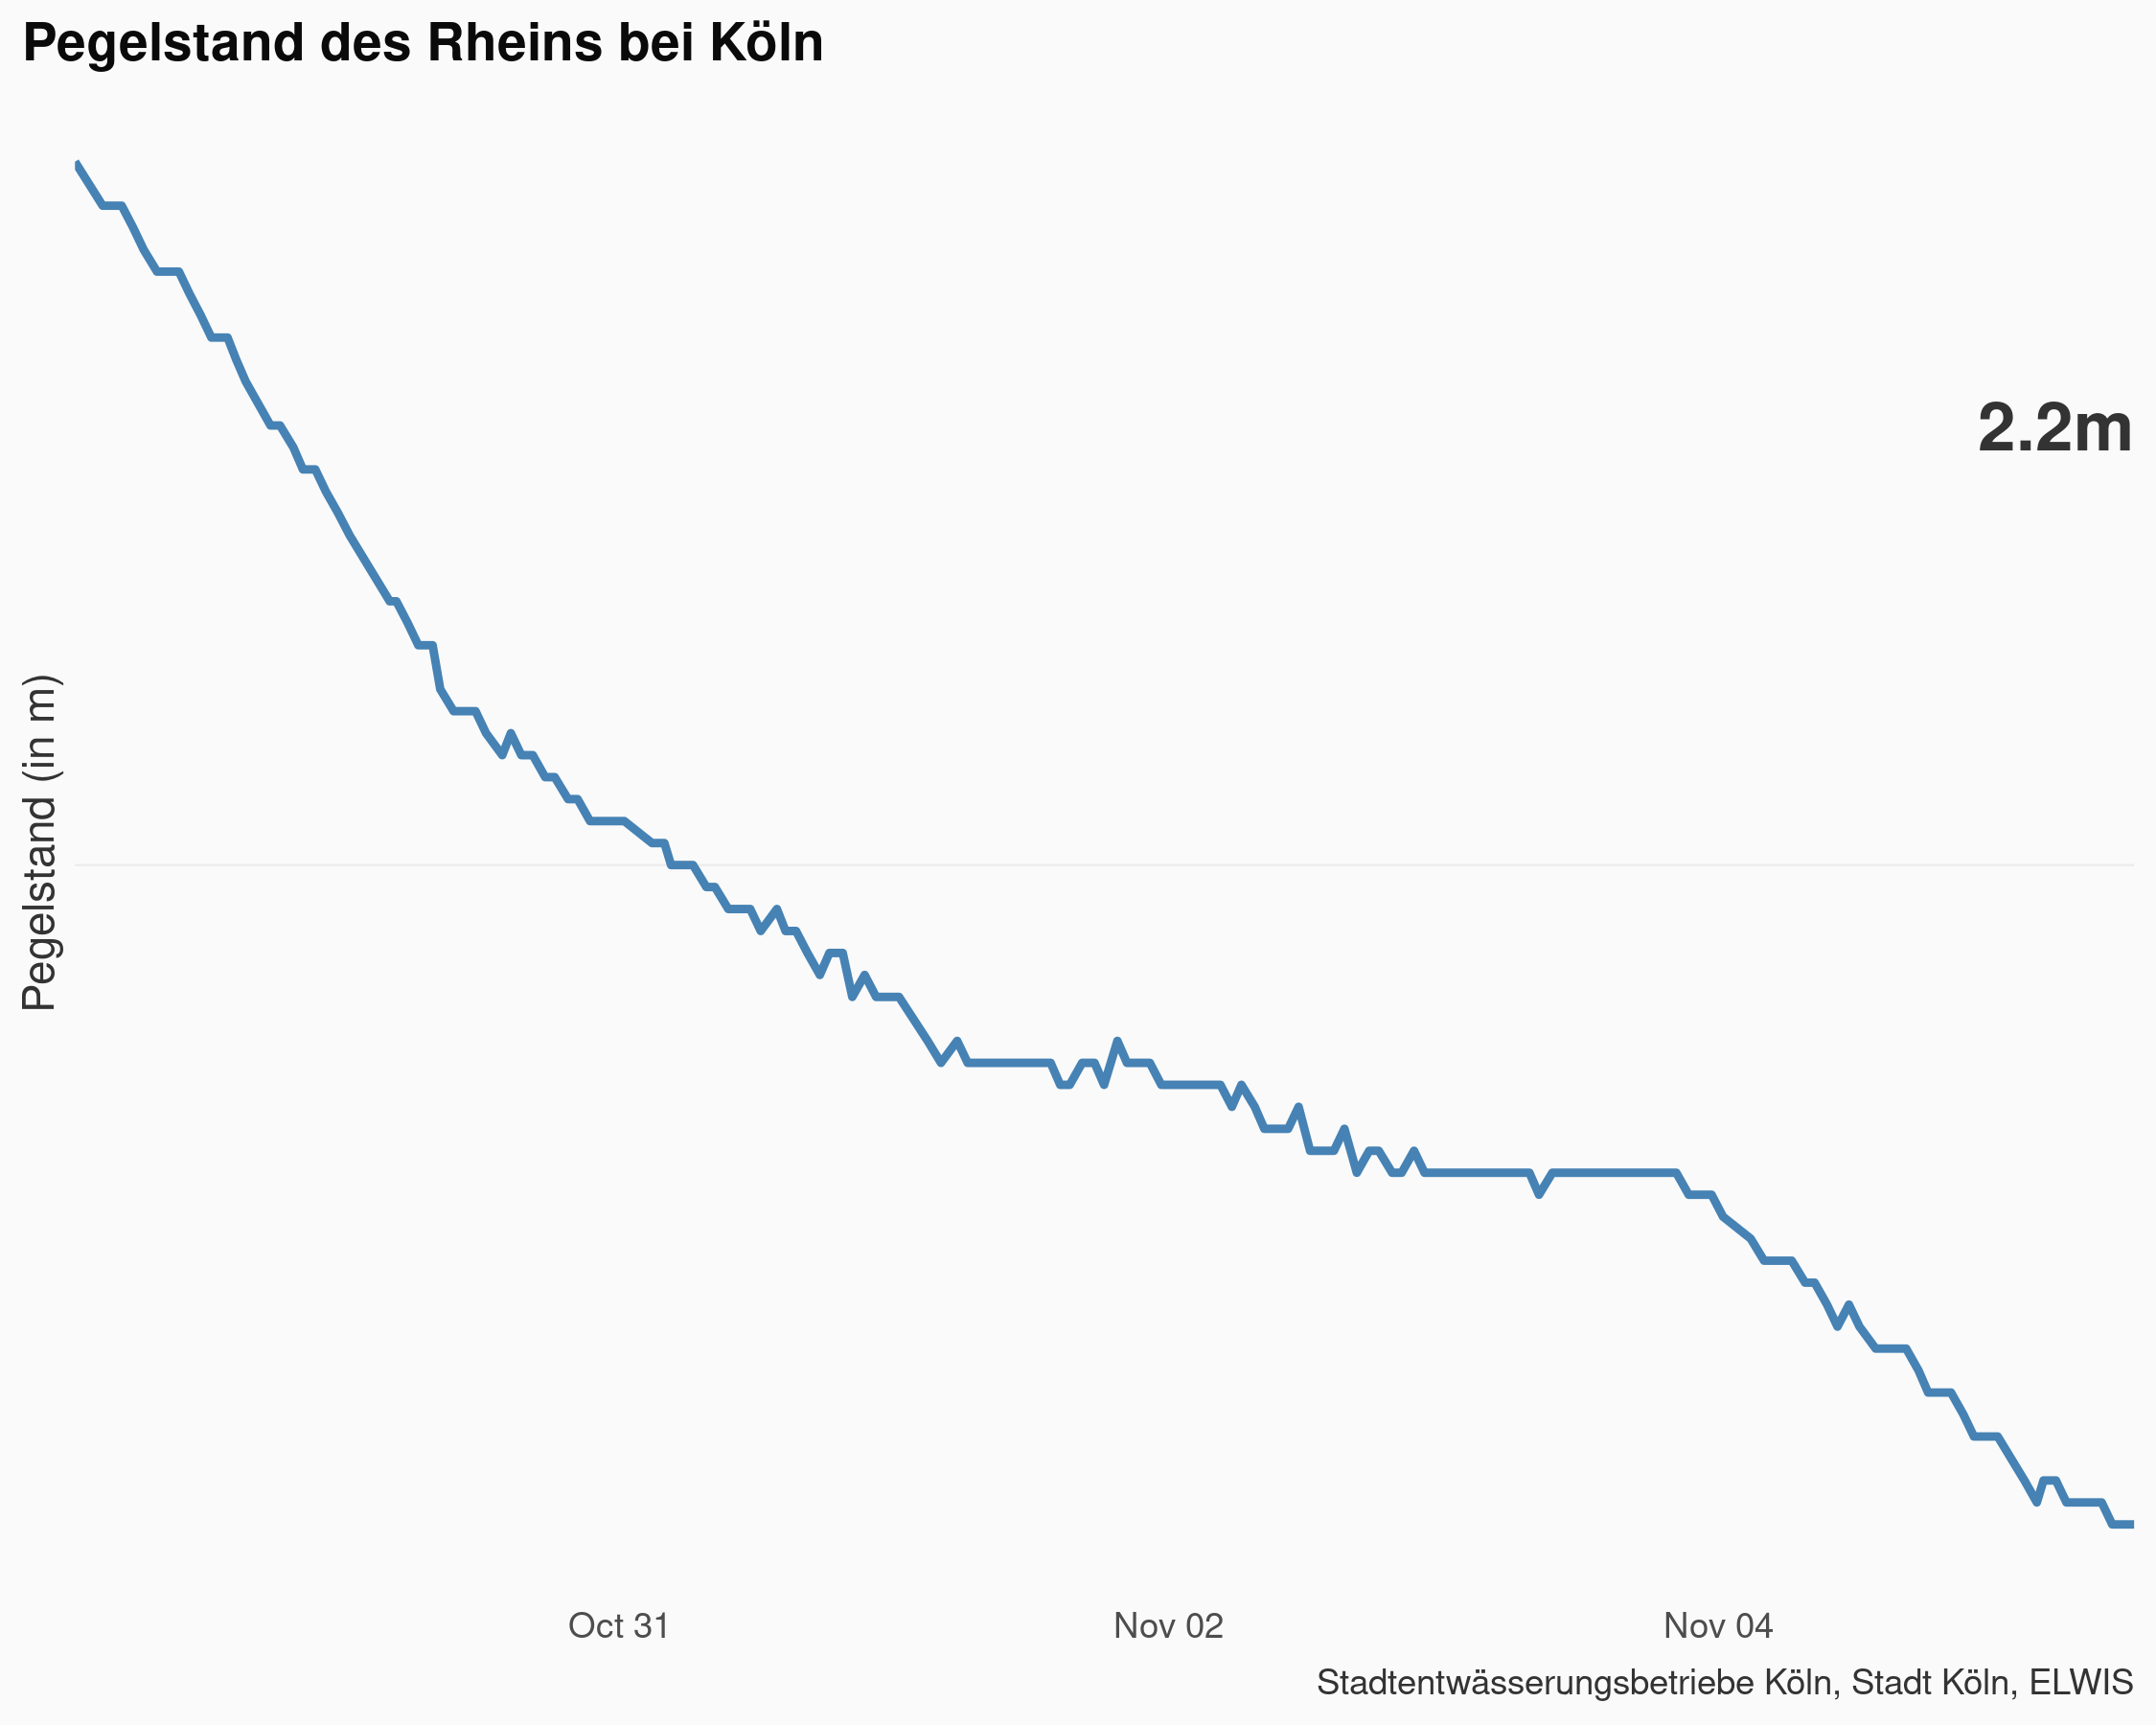 Pegelstand des Rheins bei Köln
2.2m
Pegelstand (in m)
Oct 31
Nov 02
Nov 04
Stadtentwässerungsbetriebe Köln, Stadt Köln, ELWIS